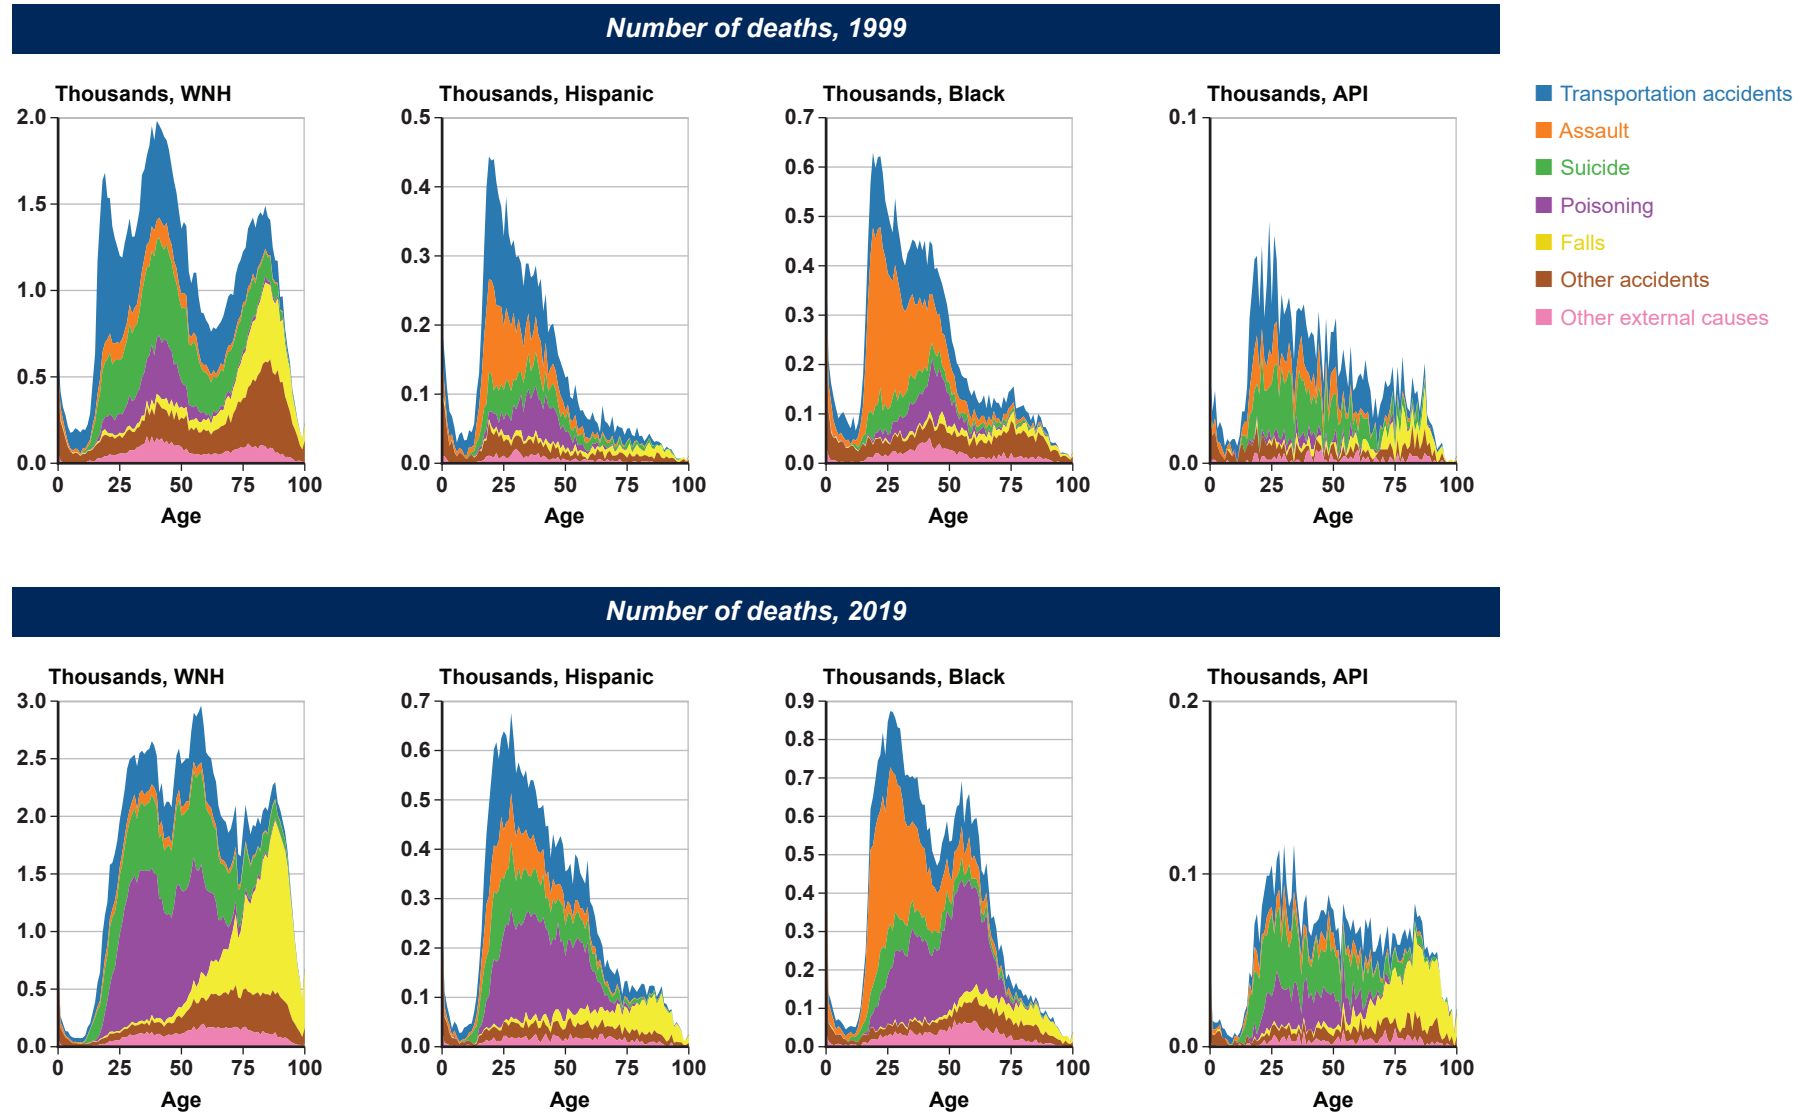 Number of deaths, 1999
Thousands, WNH
2.0
1.5
1.0
0.5
0.0
0 25 50 75 100
Age
Thousands, Hispanic
0.5
0.4
0.3
0.2
0.1
0.0
0 25 50 75 100
Age
Thousands, Black
0.7
0.6
0.5
0.4
0.3
0.2
0.1
0.0
0 25 50 75 100
Age
Thousands, API
0.1
0.0
0 25 50 75 100
Age
Transportation accidents
Assault
Suicide
Poisoning
Falls
Other accidents
Other external causes
Number of deaths, 2019
Thousands, WNH
3.0
2.5
2.0
1.5
1.0
0.5
0.0
0 25 50 75 100
Age
Thousands, Hispanic
0.7
0.6
0.5
0.4
0.3
0.2
0.1
0.0
0 25 50 75 100
Age
Thousands, Black
0.9
0.8
0.7
0.6
0.5
0.4
0.3
0.2
0.1
0.0
0 25 50 75 100
Age
Thousands, API
0.2
0.1
0.0
0 25 50 75 100
Age